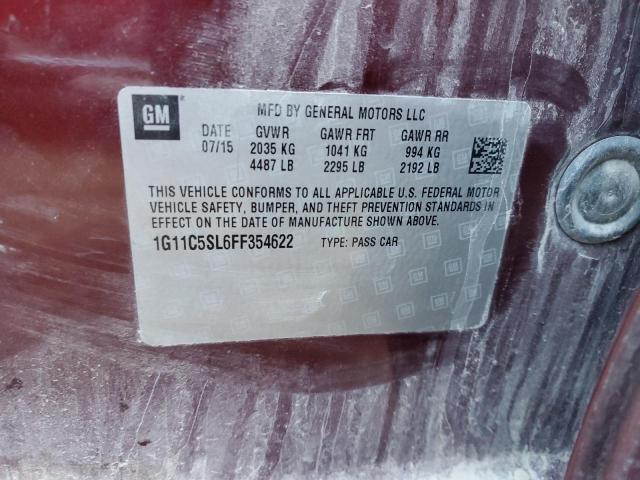 GM
MFD BY GENERAL MOTORS LLC
DATE GVWR GAWR FRT GAWR RR
07/15 2035 KG 1041 KG 994 KG
4487 LB 2295 LB 2192 LB
THIS VEHICLE CONFORMS TO ALL APPLICABLE U.S. FEDERAL MOTOR
VEHICLE SAFETY, BUMPER, AND THEFT PREVENTION STANDARDS IN
EFFECT ON THE DATE OF MANUFACTURE SHOWN ABOVE.
1G11C5SL6FF354622 TYPE: PASS CAR